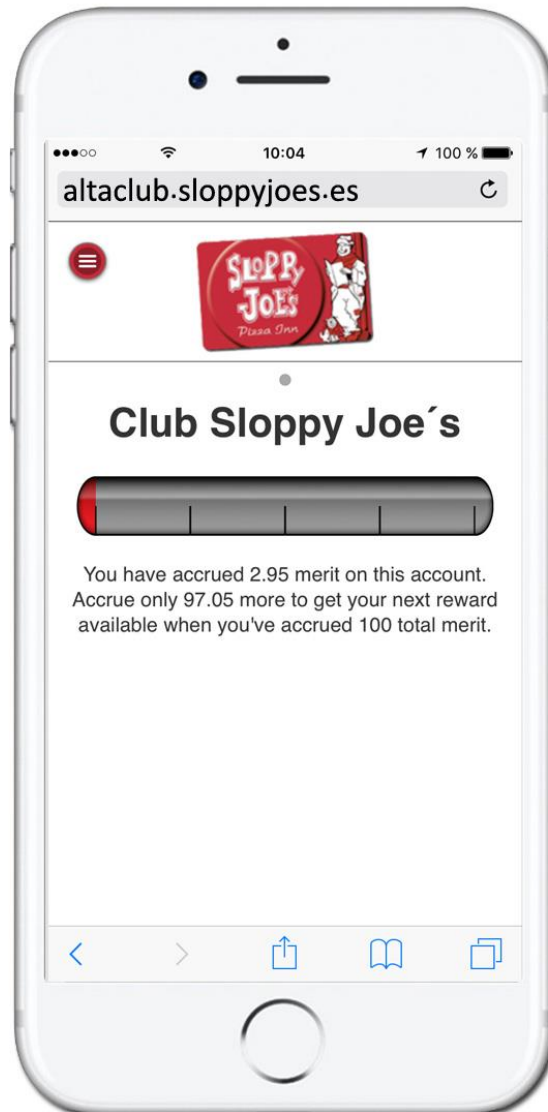 10:04
100 %
altaclub.sloppyjoes.es
SLOPPY
JOE'S
Pizza Inn
Club Sloppy Joe´s
You have accrued 2.95 merit on this account.
Accrue only 97.05 more to get your next reward
available when you've accrued 100 total merit.